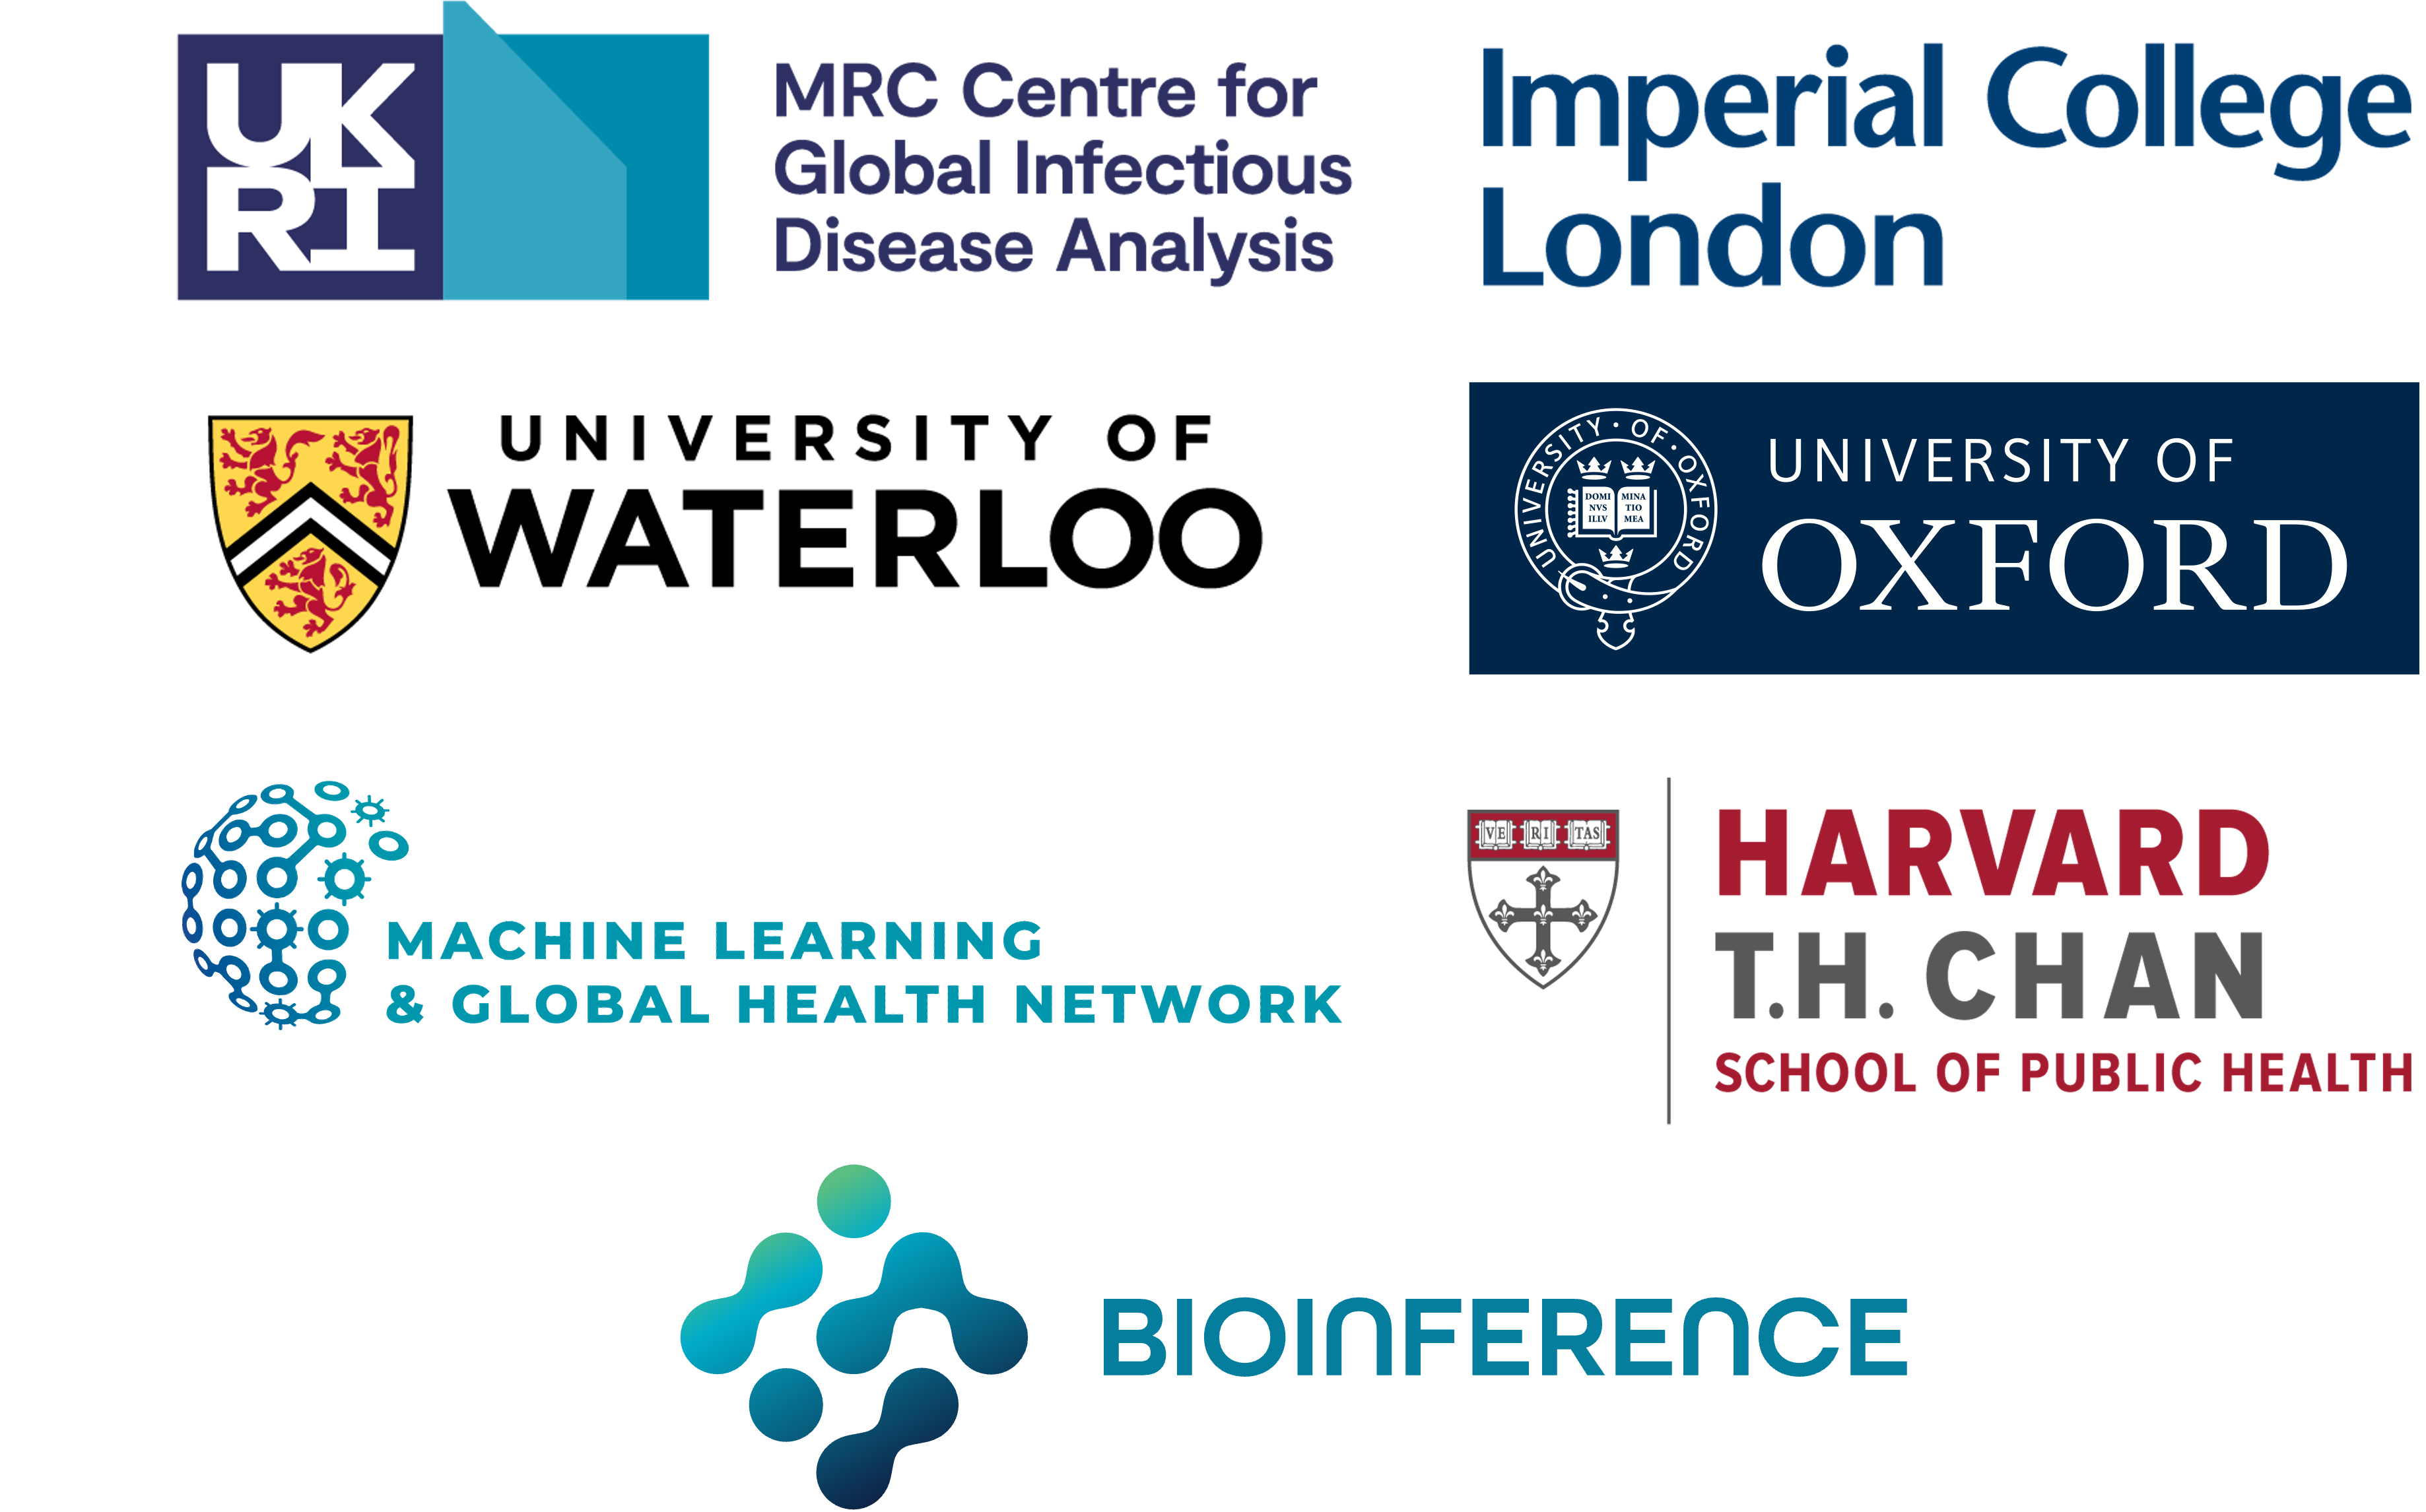 UK
RI
MRC Centre for
Global Infectious
Disease Analysis
Imperial College
London
UNIVERSITY OF
WATERLOO
UNIVERSITY · OF · OXFORD
DOMI MINA
NVS TIO
ILLV MEA
UNIVERSITY OF
OXFORD
MACHINE LEARNING
& GLOBAL HEALTH NETWORK
VE RI TAS
HARVARD
T.H. CHAN
SCHOOL OF PUBLIC HEALTH
BIOINFERENCE